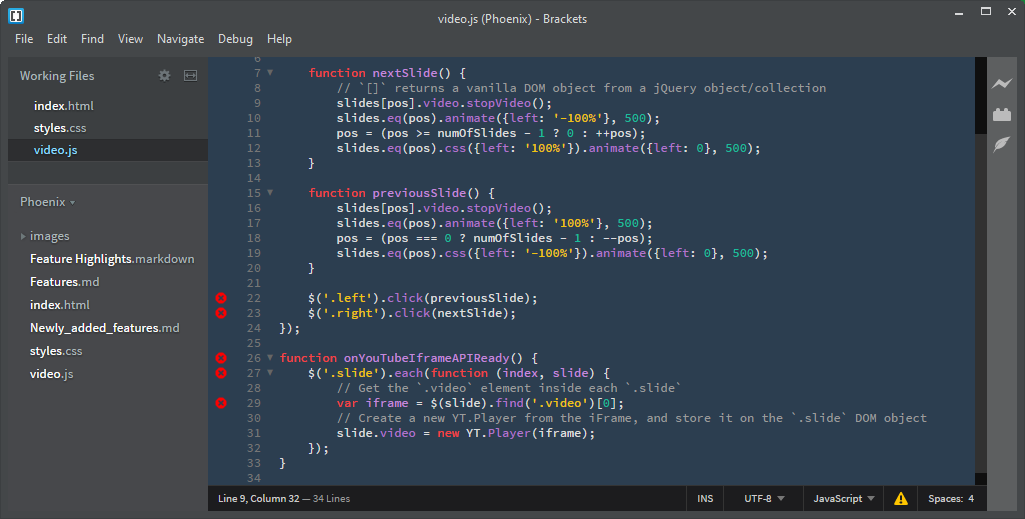 video.js (Phoenix) - Brackets
File Edit Find View Navigate Debug Help
Working Files
index.html
styles.css
video.js
Phoenix
images
Feature Highlights.markdown
Features.md
index.html
Newly_added_features.md
styles.css
video.js
6
7 function nextSlide() {
8 // `[]` returns a vanilla DOM object from a jQuery object/collection
9 slides[pos].video.stopVideo();
10 slides.eq(pos).animate({left: '-100%'}, 500);
11 pos = (pos >= numOfSlides - 1 ? 0 : ++pos);
12 slides.eq(pos).css({left: '100%'}).animate({left: 0}, 500);
13 }
14
15 function previousSlide() {
16 slides[pos].video.stopVideo();
17 slides.eq(pos).animate({left: '100%'}, 500);
18 pos = (pos === 0 ? numOfSlides - 1 : --pos);
19 slides.eq(pos).css({left: '-100%'}).animate({left: 0}, 500);
20 }
21
22 $('.left').click(previousSlide);
23 $('.right').click(nextSlide);
24 });
25
26 function onYouTubeIframeAPIReady() {
27 $('.slide').each(function (index, slide) {
28 // Get the `.video` element inside each `.slide`
29 var iframe = $(slide).find('.video')[0];
30 // Create a new YT.Player from the iFrame, and store it on the `.slide` DOM object
31 slide.video = new YT.Player(iframe);
32 });
33 }
34
Line 9, Column 32 — 34 Lines INS UTF-8 JavaScript Spaces: 4